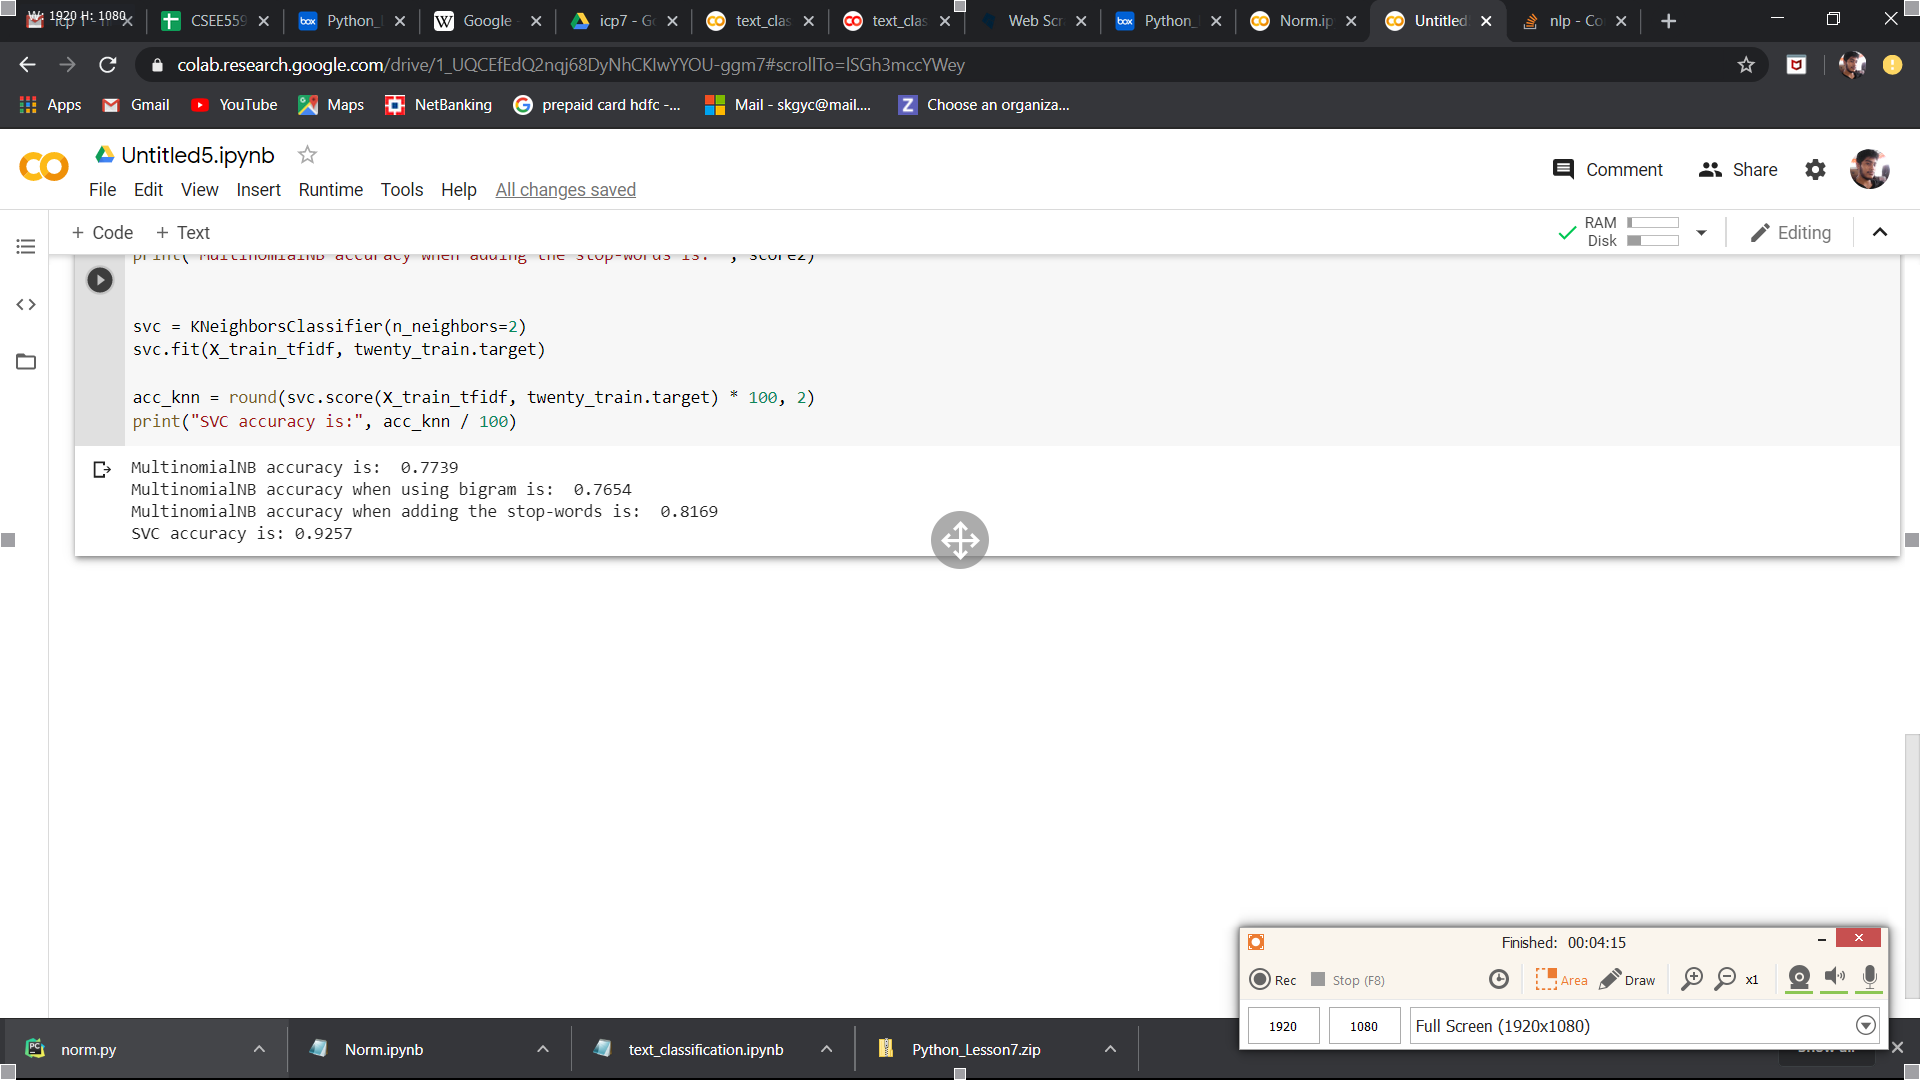 W: 1920 H: 1080
CSEE559
Python_
Google
icp7 - G
text_clas
text_clas
Web Scr
Python_
Norm.ip
Untitled
nlp - Co
colab.research.google.com/drive/1_UQCEfEdQ2nqj68DyNhCKIwYYOU-ggm7#scrollTo=lSGh3mccYWey
Apps
Gmail
YouTube
Maps
NetBanking
prepaid card hdfc -...
Mail - skgyc@mail....
Choose an organiza...
Untitled5.ipynb
Comment
Share
File Edit View Insert Runtime Tools Help All changes saved
+ Code + Text
RAM
Disk
Editing
print("MultinomialNB accuracy when adding the stop-words is: ", score2)
svc = KNeighborsClassifier(n_neighbors=2)
svc.fit(X_train_tfidf, twenty_train.target)
acc_knn = round(svc.score(X_train_tfidf, twenty_train.target) * 100, 2)
print("SVC accuracy is:", acc_knn / 100)
MultinomialNB accuracy is:  0.7739
MultinomialNB accuracy when using bigram is:  0.7654
MultinomialNB accuracy when adding the stop-words is:  0.8169
SVC accuracy is: 0.9257
Finished: 00:04:15
Rec
Stop (F8)
Area
Draw
x1
1920
1080
Full Screen (1920x1080)
norm.py
Norm.ipynb
text_classification.ipynb
Python_Lesson7.zip